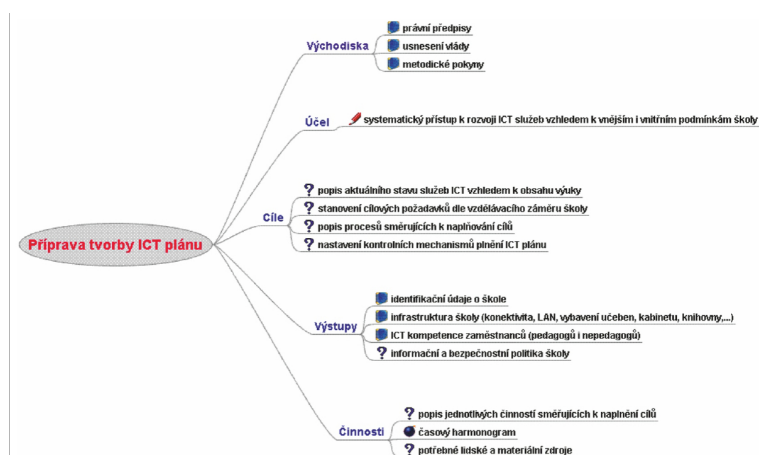 Příprava tvorby ICT plánu
Východiska
právní předpisy
usnesení vlády
metodické pokyny
Účel
systematický přístup k rozvoji ICT služeb vzhledem k vnějším i vnitřním podmínkám školy
Cíle
popis aktuálního stavu služeb ICT vzhledem k obsahu výuky
stanovení cílových požadavků dle vzdělávacího záměru školy
popis procesů směrujících k naplňování cílů
nastavení kontrolních mechanismů plnění ICT plánu
Výstupy
identifikační údaje o škole
infrastruktura školy (konektivita, LAN, vybavení učeben, kabinetu, knihovny,...)
ICT kompetence zaměstnanců (pedagogů i nepedagogů)
informační a bezpečnostní politika školy
Činnosti
popis jednotlivých činností směřujících k naplnění cílů
časový harmonogram
potřebné lidské a materiální zdroje